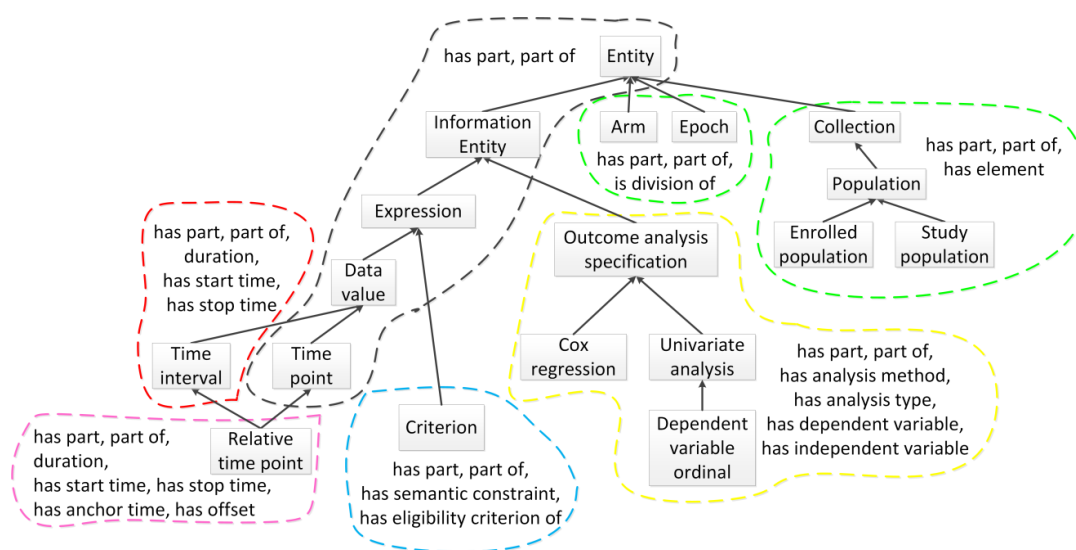 has part, part of
Entity
Information
Entity
Arm
Epoch
has part, part of,
is division of
Collection
has part, part of,
has element
Population
Enrolled
population
Study
population
Expression
Outcome analysis
specification
has part, part of,
duration,
has start time,
has stop time
Data
value
Time
interval
Time
point
Cox
regression
Univariate
analysis
has part, part of,
has analysis method,
has analysis type,
has dependent variable,
has independent variable
Dependent
variable
ordinal
Criterion
has part, part of,
has semantic constraint,
has eligibility criterion of
has part, part of,
duration,
has start time, has stop time,
has anchor time, has offset
Relative
time point